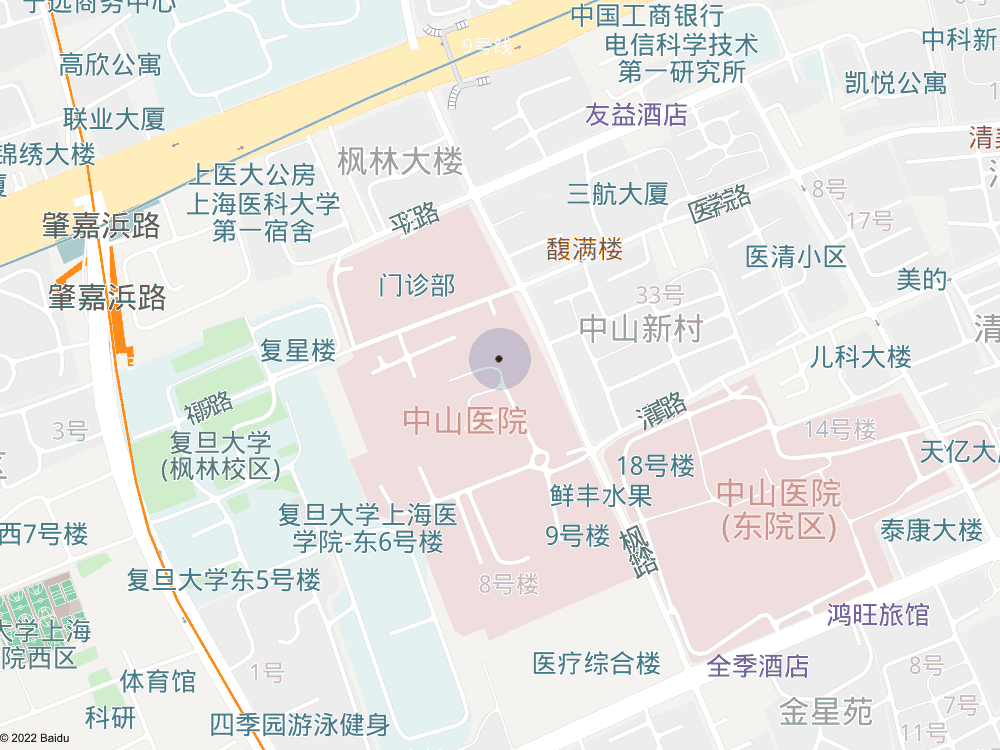 宁远商务中心
中国工商银行
9号线
电信科学技术
第一研究所
中科新
高欣公寓
凯悦公寓
联业大厦
友益酒店
锦绣大楼
枫林大楼
清美
厦
上医大公房
三航大厦
8号
上海医科大学
第一宿舍
平江路
医学院路
17号
肇嘉浜路
馥满楼
医清小区
门诊部
33号
美的
肇嘉浜路
中山新村
清
复星楼
儿科大楼
祁东路
清真路
中山医院
14号楼
3号
复旦大学
(枫林校区)
18号楼
天亿大厦
区
鲜丰水果
中山医院
(东院区)
复旦大学上海医
学院-东6号楼
9号楼
枫林路
泰康大楼
西7号楼
复旦大学东5号楼
8号楼
鸿旺旅馆
大学上海
院西区
1号
医疗综合楼
全季酒店
8号
体育馆
7号
科研
四季园游泳健身
金星苑
11号
© 2022 Baidu